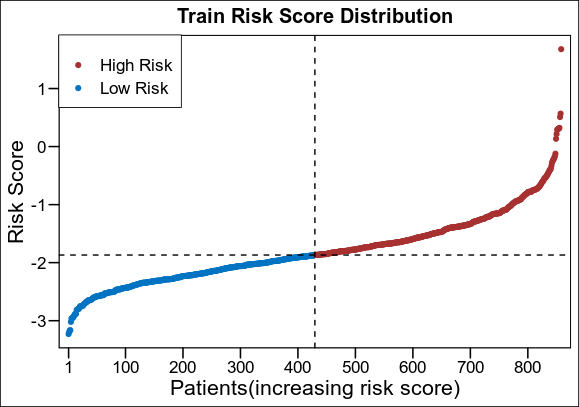 Train Risk Score Distribution
High Risk
Low Risk
Risk Score
1
0
-1
-2
-3
1 100 200 300 400 500 600 700 800
Patients(increasing risk score)